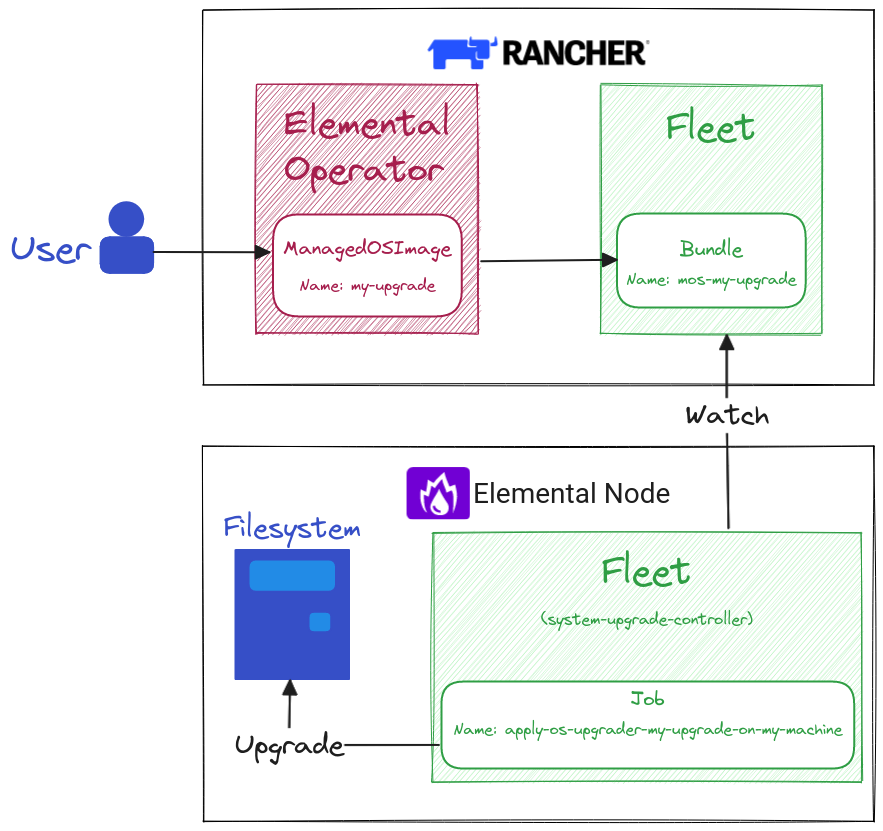 RANCHER
Elemental
Operator
Fleet
User
ManagedOSImage
Name: my-upgrade
Bundle
Name: mos-my-upgrade
Watch
Elemental Node
Filesystem
Fleet
(system-upgrade-controller)
Job
Name: apply-os-upgrader-my-upgrade-on-my-machine
Upgrade